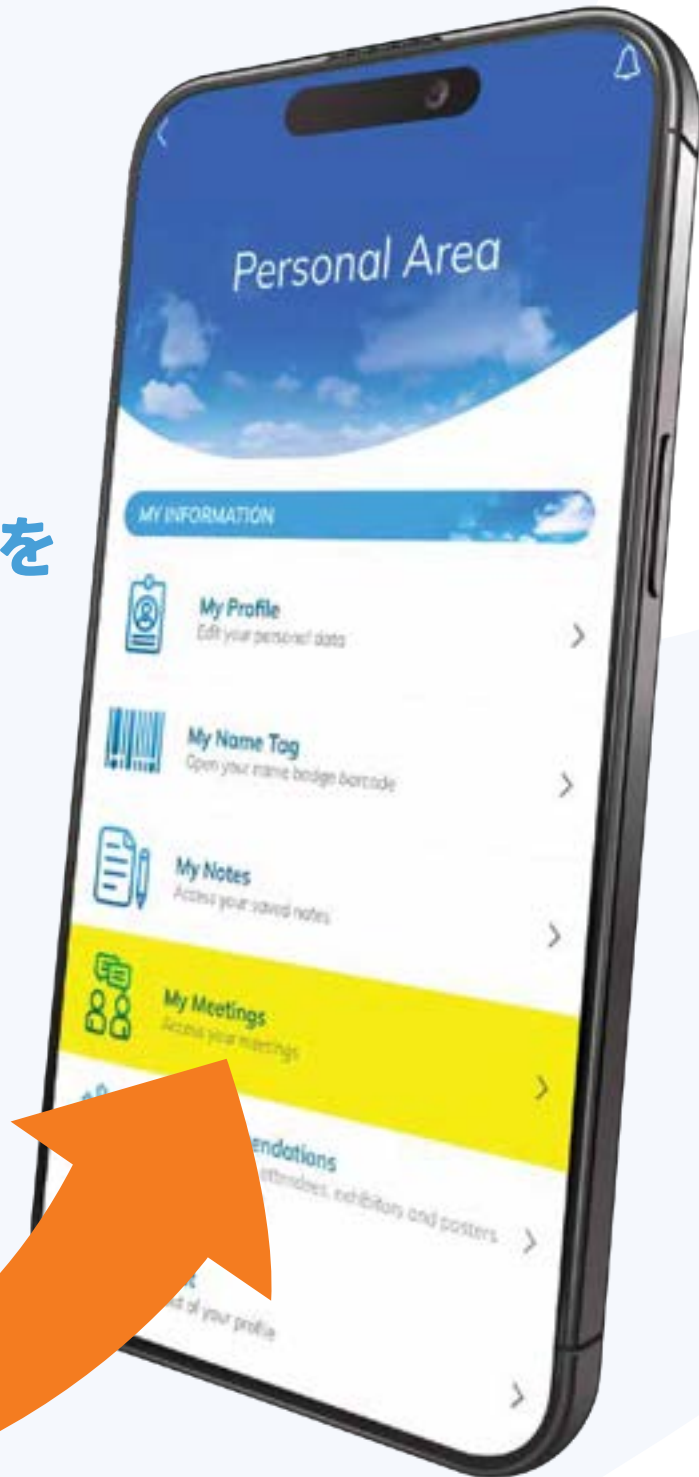 Personal Area
を
MY INFORMATION
My Profile
Edit your personal data
My Name Tag
Open your name badge barcode
My Notes
Access your saved notes
My Meetings
Access your meetings
endations
attendees, exhibitors and posters
of your profile